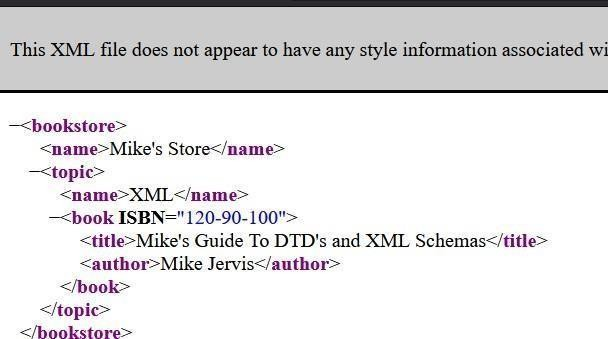 This XML file does not appear to have any style information associated wi
−<bookstore>
<name>Mike's Store</name>
−<topic>
<name>XML</name>
−<book ISBN="120-90-100">
<title>Mike's Guide To DTD's and XML Schemas</title>
<author>Mike Jervis</author>
</book>
</topic>
</bookstore>